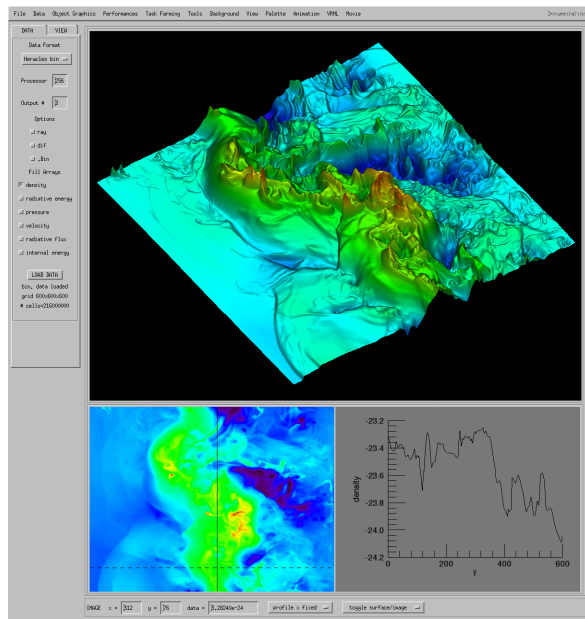 File Data Object Graphics Performances Task Farming Tools Background View Palette Animation VRML Movie Documentation
DATA VIEW
Data Format
Heracles bin
Processor 256
Output # 3
Options
ray
dif
.Bin
Fill Arrays
density
radiative energy
pressure
velocity
radiative flux
internal energy
LOAD DATA
bin. data loaded
grid 600x600x600
# cells=216000000
-23.2
-23.4
-23.6
-23.8
-24.0
-24.2
density
0 200 400 600
y
IMAGE x = 312 y = 76 data = 3.28240e-24 profile x fixed toggle surface/image